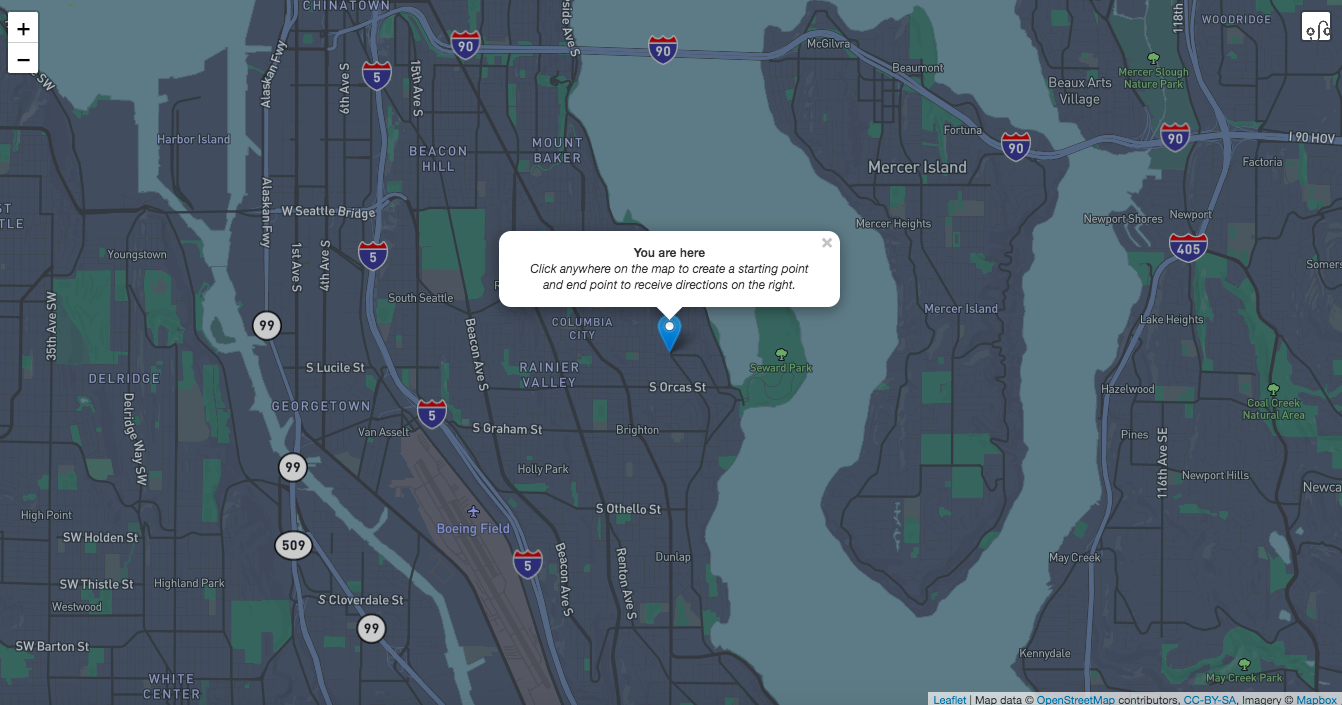 CHINATOWN
WOODRIDGE
118th
+
−
90
90
McGilvra
Beaumont
Beaux Arts
Village
Mercer Slough
Nature Park
5
Alaskan Fwy
6th Ave S
15th Ave S
Harbor Island
BEACON
HILL
MOUNT
BAKER
Fortuna
90
90
I 90 HOV
Factoria
Mercer Island
W Seattle Bridge
Alaskan Fwy
Mercer Heights
Newport Shores
Newport
405
Youngstown
1st Ave S
4th Ave S
5
You are here
×
Click anywhere on the map to create a starting point
and end point to receive directions on the right.
South Seattle
Mercer Island
Lake Heights
99
COLUMBIA
CITY
35th Ave SW
Beacon Ave S
S Lucile St
RAINIER
VALLEY
Seward Park
DELRIDGE
S Orcas St
Hazelwood
Coal Creek
Natural Area
GEORGETOWN
5
Delridge Way SW
Van Asselt
S Graham St
Brighton
Pines
116th Ave SE
99
Holly Park
Newport Hills
High Point
Boeing Field
S Othello St
SW Holden St
509
Dunlap
May Creek
5
Beacon Ave S
Renton Ave S
SW Thistle St
Highland Park
S Cloverdale St
Westwood
99
SW Barton St
Kennydale
WHITE
CENTER
May Creek Park
Leaflet | Map data © OpenStreetMap contributors, CC-BY-SA, Imagery © Mapbox